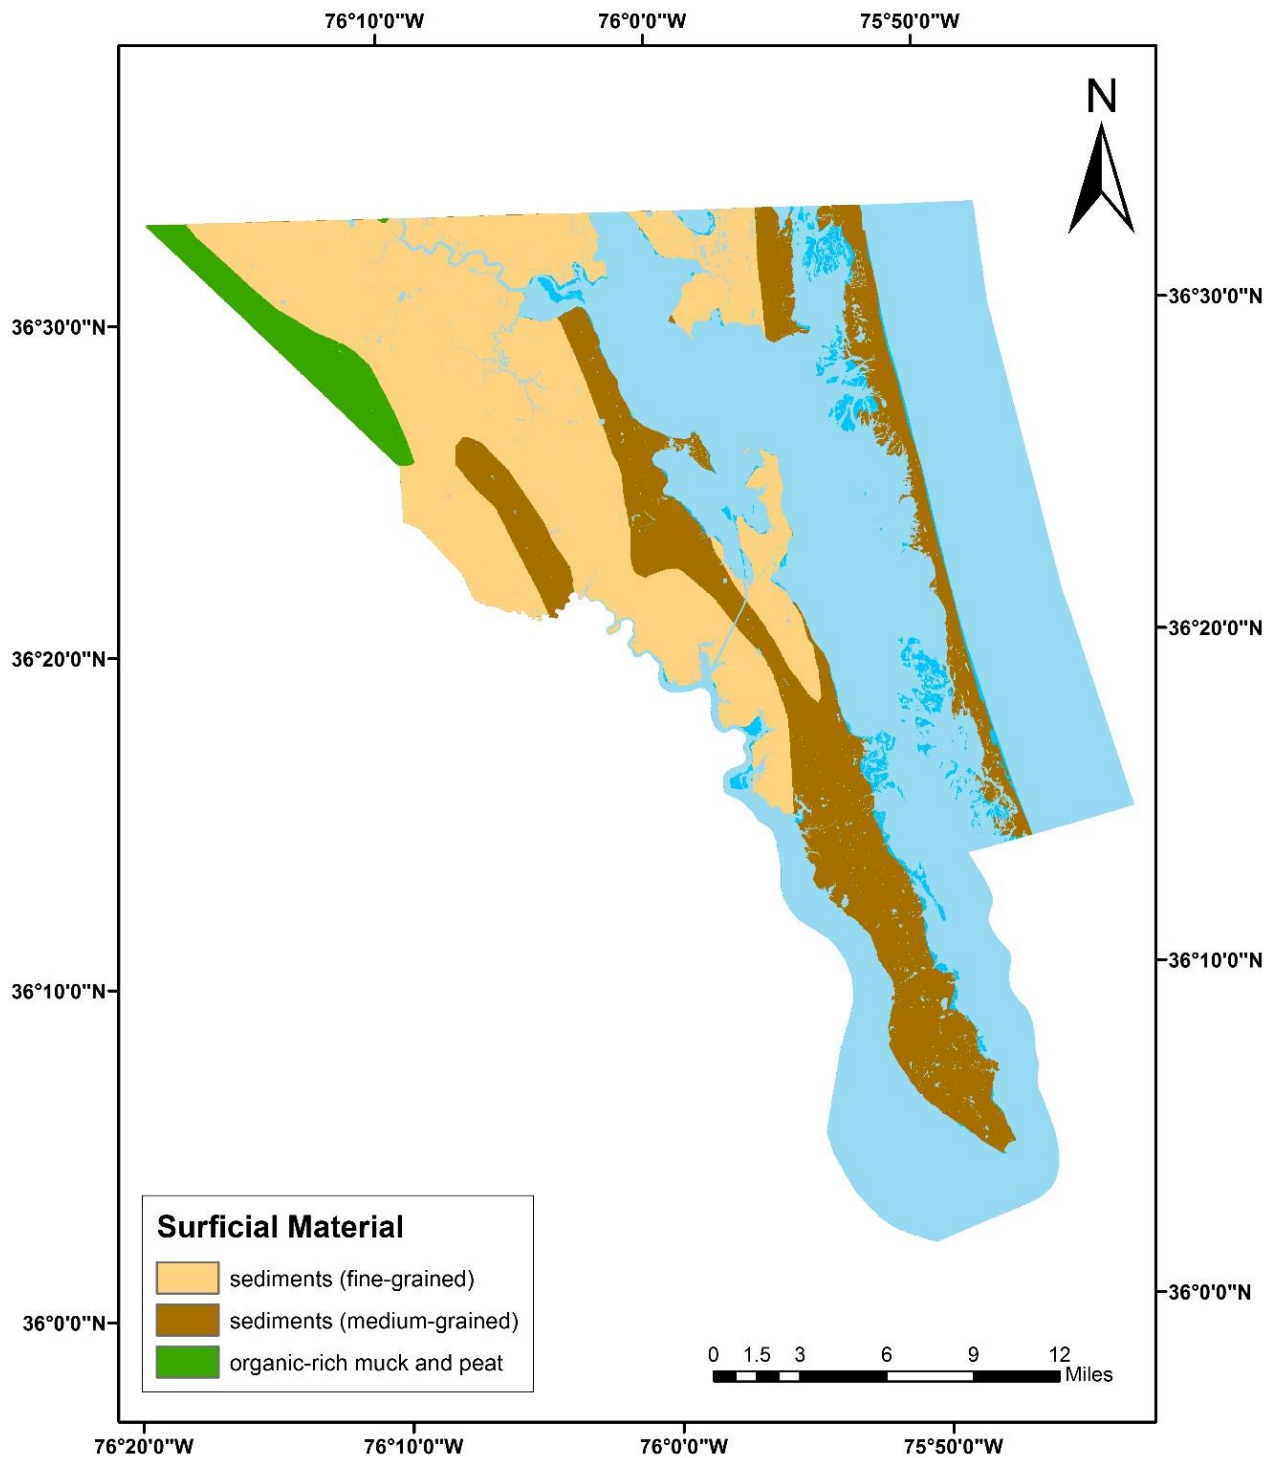 76°10'0"W 76°0'0"W 75°50'0"W
N
36°30'0"N
36°30'0"N
36°20'0"N
36°20'0"N
36°10'0"N
36°10'0"N
36°0'0"N
36°0'0"N
Surficial Material
sediments (fine-grained)
sediments (medium-grained)
organic-rich muck and peat
0 1.5 3 6 9 12
Miles
76°20'0"W 76°10'0"W 76°0'0"W 75°50'0"W